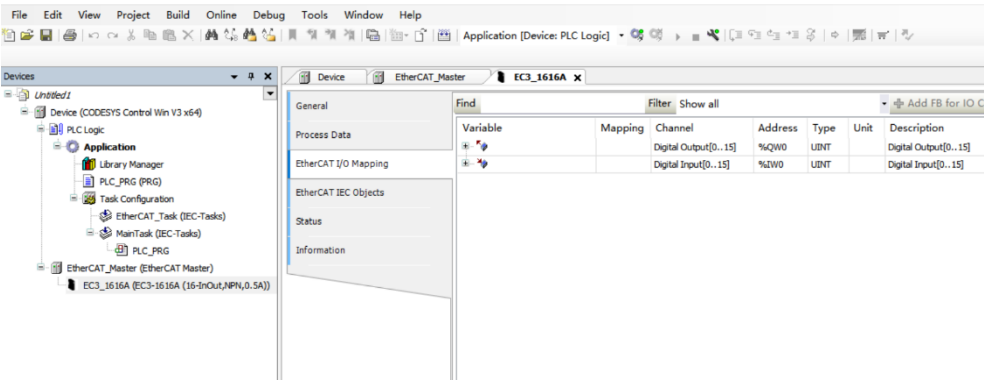 File Edit View Project Build Online Debug Tools Window Help
Application [Device: PLC Logic]
Devices
Device EtherCAT_Master EC3_1616A
Untitled1
Device (CODESYS Control Win V3 x64)
PLC Logic
Application
Library Manager
PLC_PRG (PRG)
Task Configuration
EtherCAT_Task (IEC-Tasks)
MainTask (IEC-Tasks)
PLC_PRG
EtherCAT_Master (EtherCAT Master)
EC3_1616A (EC3-1616A (16-InOut,NPN,0.5A))
General
Process Data
EtherCAT I/O Mapping
EtherCAT IEC Objects
Status
Information
Find Filter Show all Add FB for IO C
Variable Mapping Channel Address Type Unit Description
Digital Output[0..15] %QW0 UINT Digital Output[0..15]
Digital Input[0..15] %IW0 UINT Digital Input[0..15]